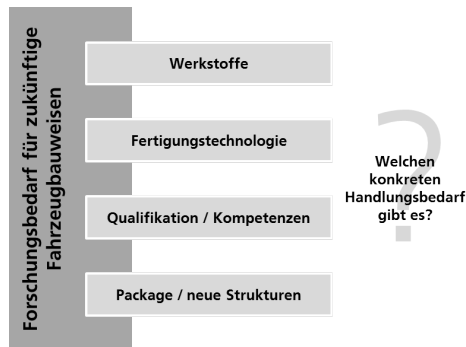 Forschungsbedarf für zukünftige
Fahrzeugbauweisen
Werkstoffe
Fertigungstechnologie
Qualifikation / Kompetenzen
Package / neue Strukturen
?
Welchen
konkreten
Handlungsbedarf
gibt es?